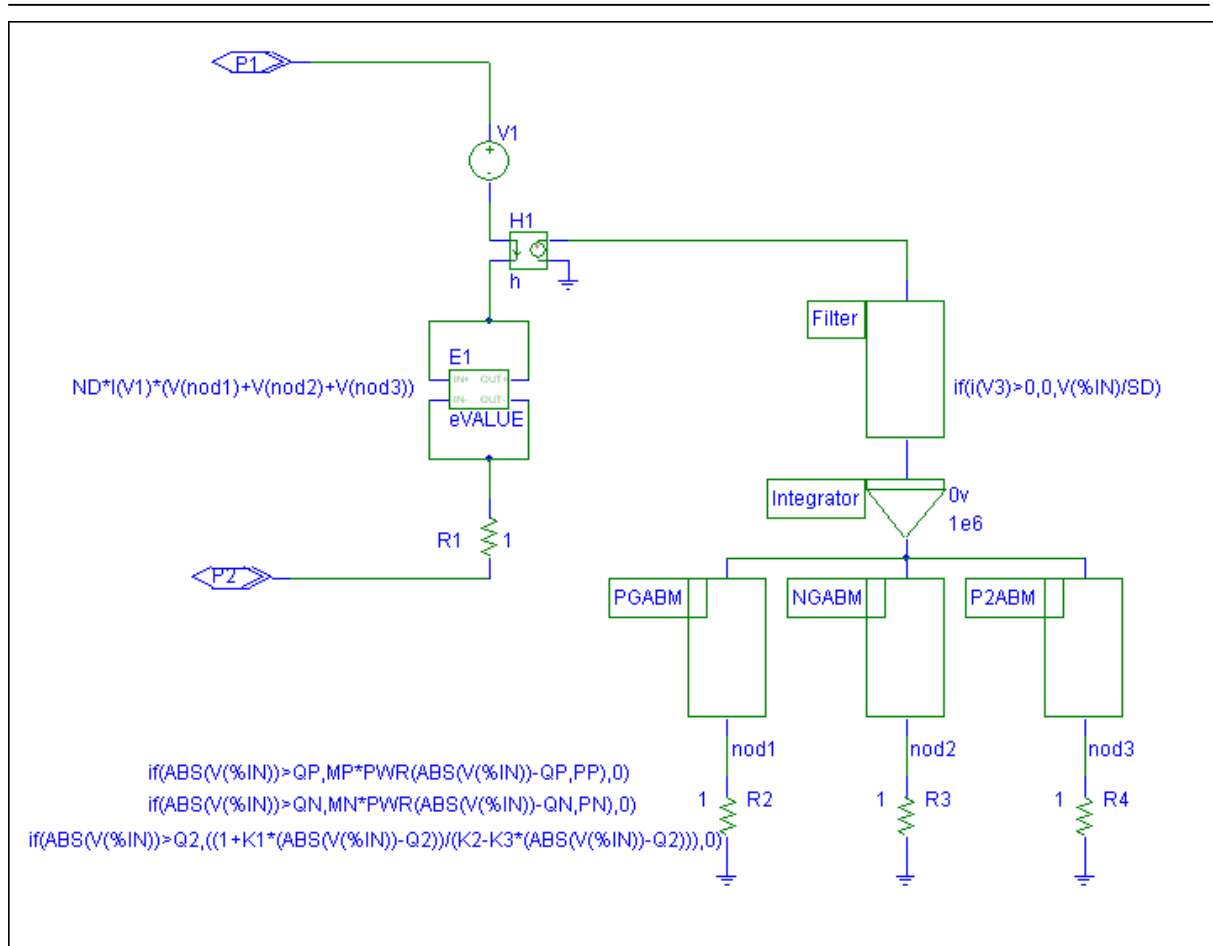 P1
V1
H1
h
Filter
E1
IN+ OUT+
ND*I(V1)*(V(nod1)+V(nod2)+V(nod3))
IN- OUT-
eVALUE
if(i(V3)>0,0,V(%IN)/SD)
Integrator
0v
1e6
R1 1
P2
PGABM
NGABM
P2ABM
nod1
nod2
nod3
if(ABS(V(%IN))>QP,MP*PWR(ABS(V(%IN))-QP,PP),0)
1 R2
1 R3
1 R4
if(ABS(V(%IN))>QN,MN*PWR(ABS(V(%IN))-QN,PN),0)
if(ABS(V(%IN))>Q2,((1+K1*(ABS(V(%IN))-Q2))/(K2-K3*(ABS(V(%IN))-Q2))),0)